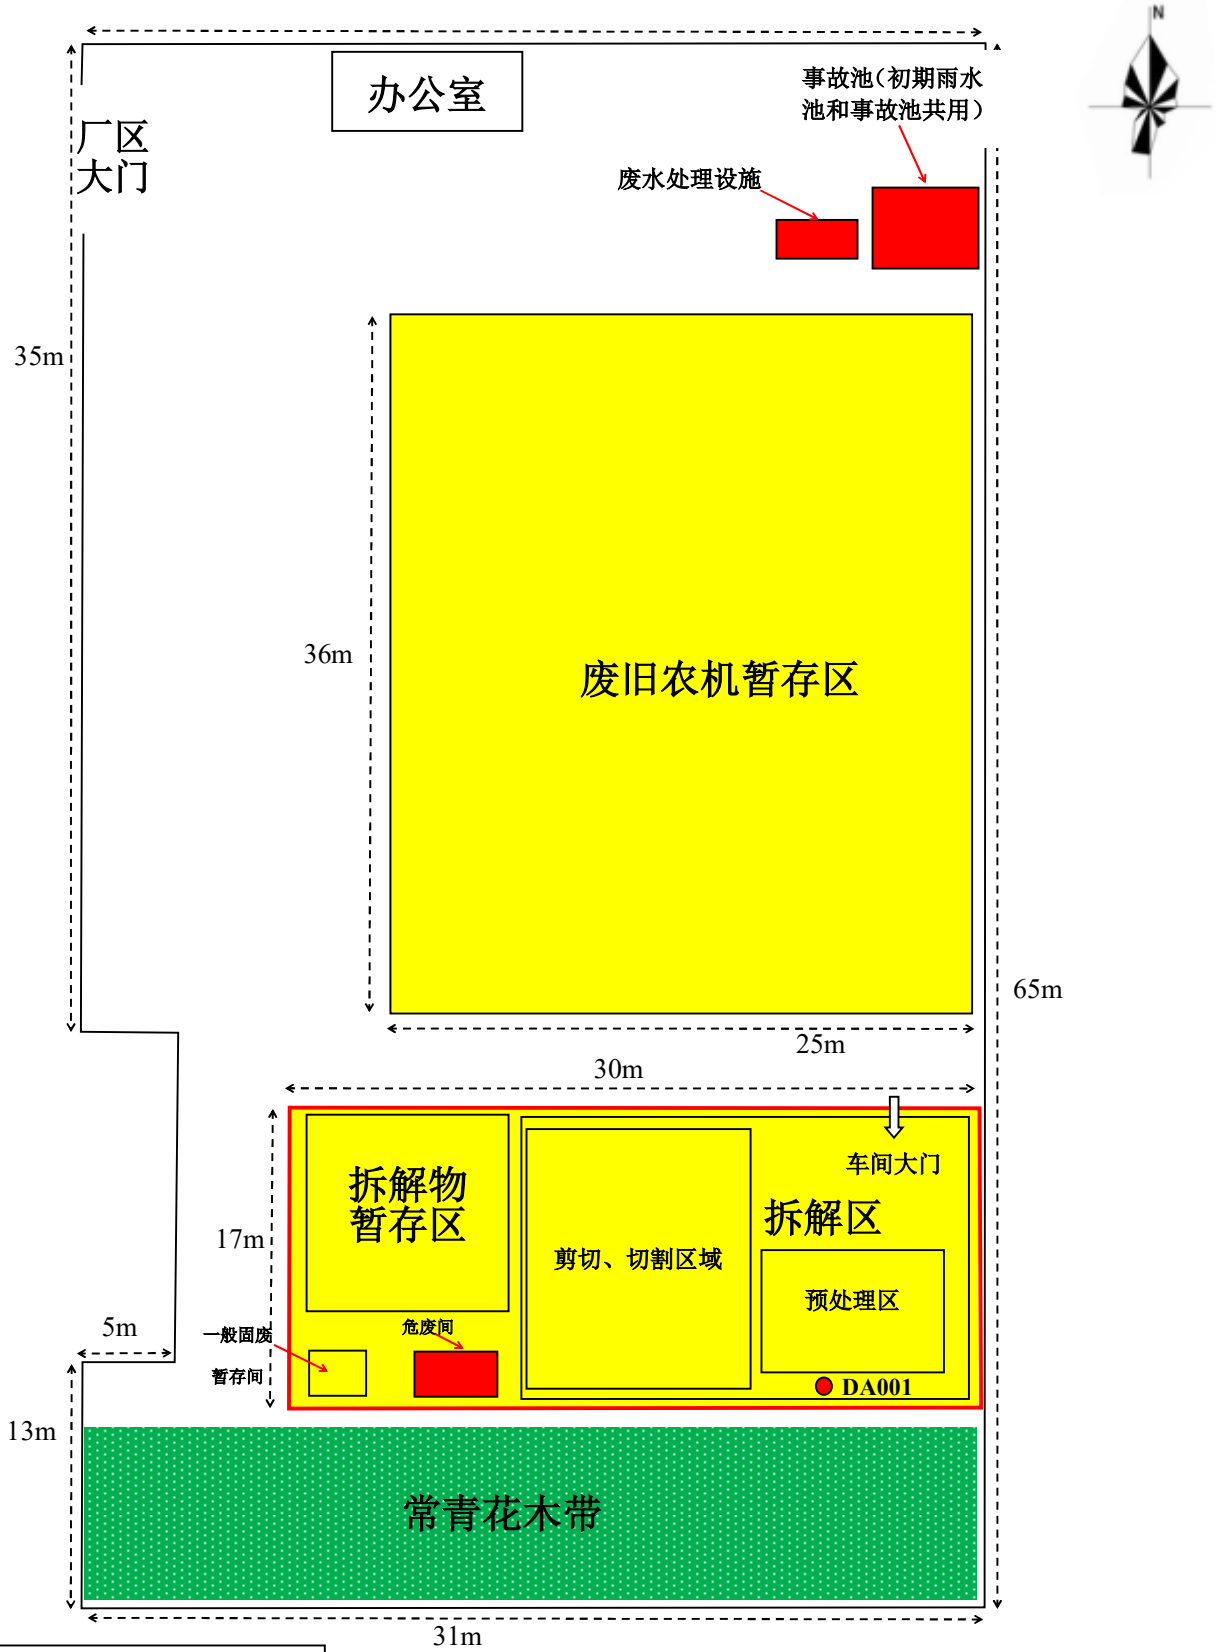 N
办公室
事故池（初期雨水
池和事故池共用）
厂区
大门
废水处理设施
35m
36m
废旧农机暂存区
65m
25m
30m
车间大门
拆解物
暂存区
拆解区
17m
剪切、切割区域
预处理区
5m
一般固废
暂存间
危废间
DA001
13m
常青花木带
31m